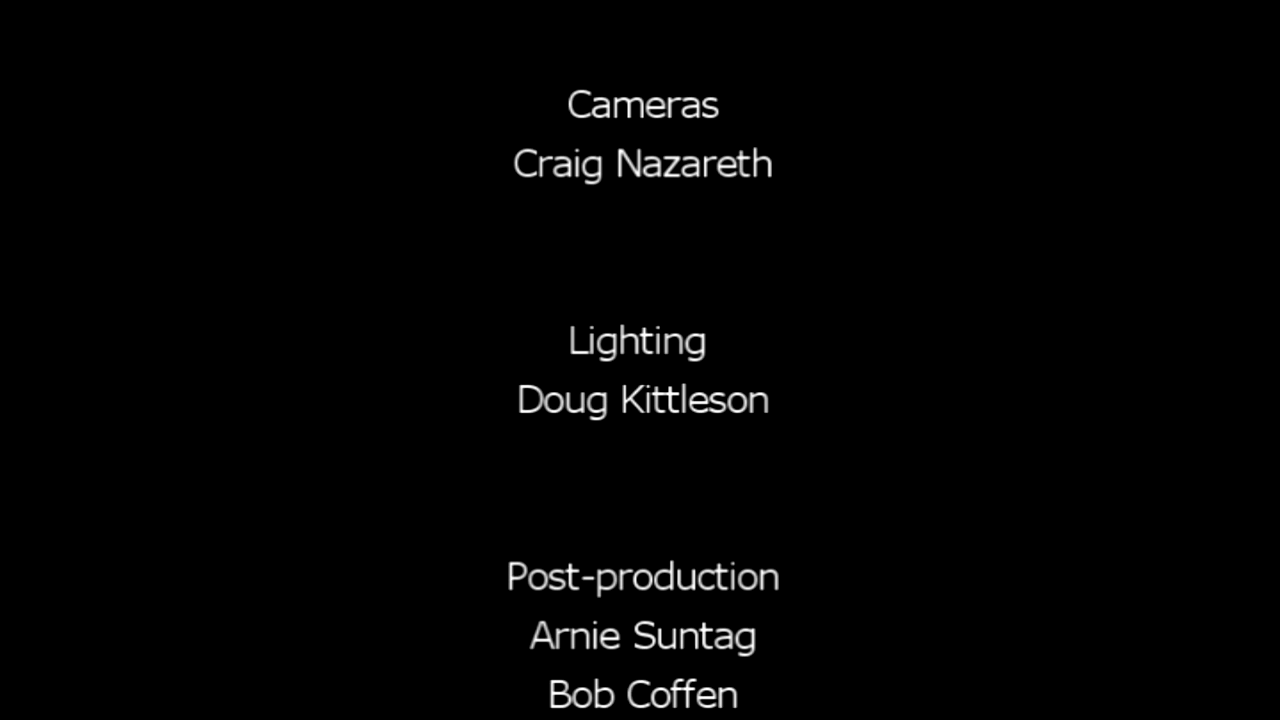 Cameras
Craig Nazareth
Lighting
Doug Kittleson
Post-production
Arnie Suntag
Bob Coffen